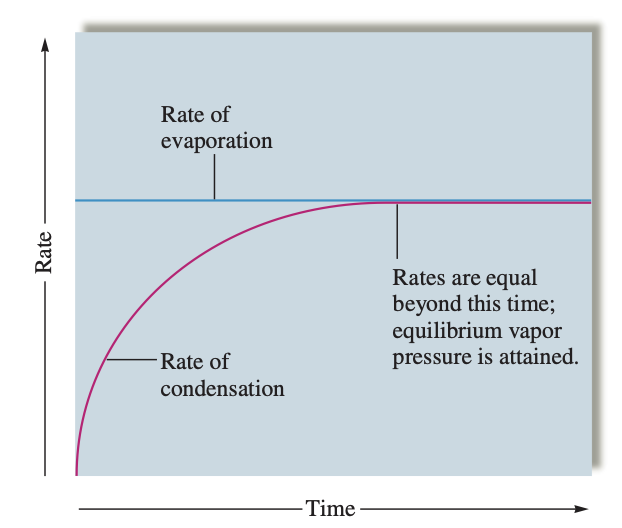 Rate of
evaporation
Rate
Rates are equal
beyond this time;
equilibrium vapor
pressure is attained.
Rate of
condensation
Time